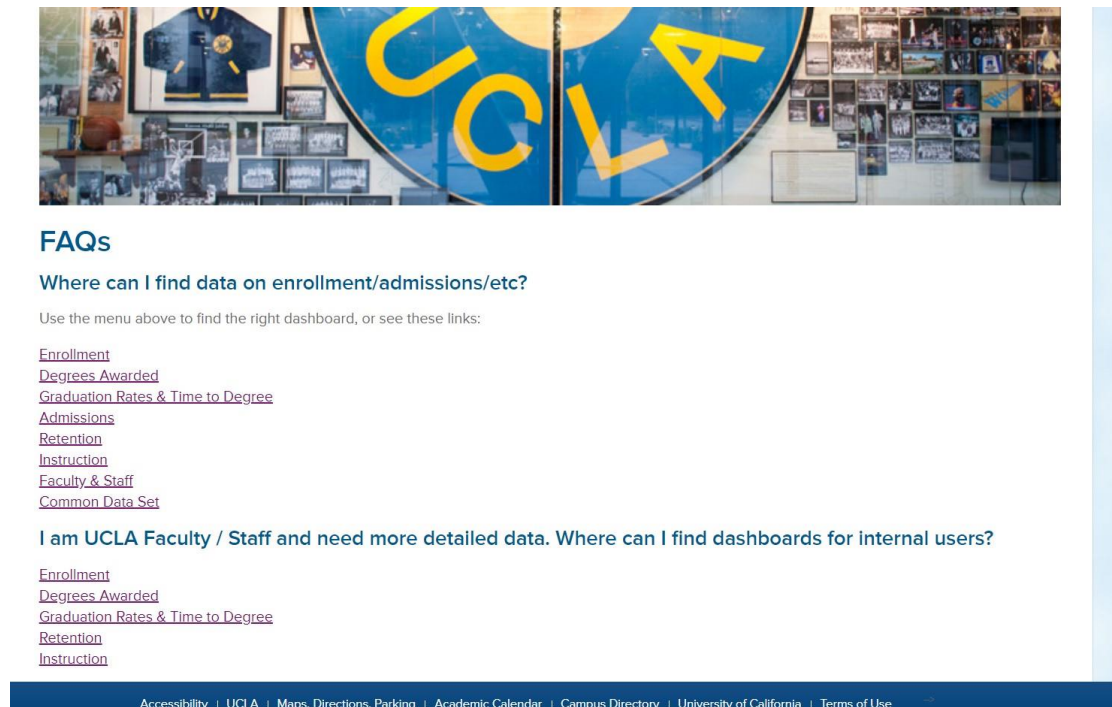 UCLA
FAQs
Where can I find data on enrollment/admissions/etc?
Use the menu above to find the right dashboard, or see these links:
Enrollment
Degrees Awarded
Graduation Rates & Time to Degree
Admissions
Retention
Instruction
Faculty & Staff
Common Data Set
I am UCLA Faculty / Staff and need more detailed data. Where can I find dashboards for internal users?
Enrollment
Degrees Awarded
Graduation Rates & Time to Degree
Retention
Instruction
Accessibility | UCLA | Maps, Directions, Parking | Academic Calendar | Campus Directory | University of California | Terms of Use -->